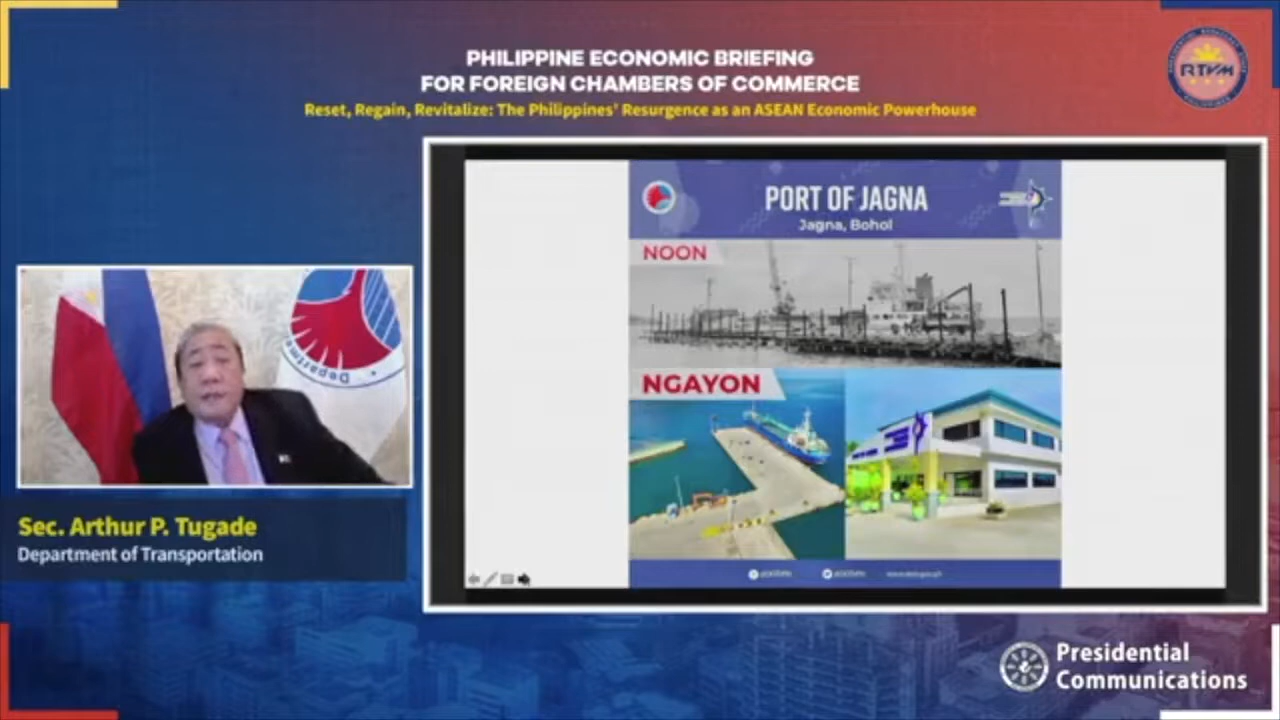 PHILIPPINE ECONOMIC BRIEFING
FOR FOREIGN CHAMBERS OF COMMERCE
Reset, Regain, Revitalize: The Philippines' Resurgence as an ASEAN Economic Powerhouse
RTVM
PORT OF JAGNA
Jagna, Bohol
NOON
NGAYON
Sec. Arthur P. Tugade
Department of Transportation
Presidential
Communications